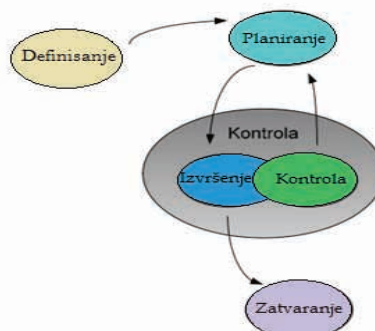 Planiranje
Definisanje
Kontrola
Izvršenje
Kontrola
Zatvaranje